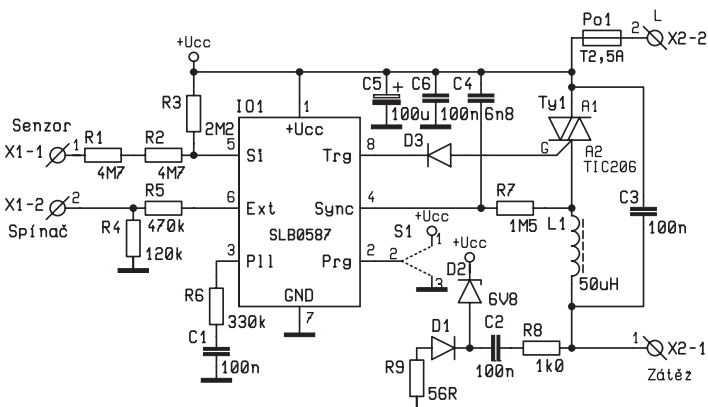 Po1
L
2
X2-2
T2,5A
+Ucc
C5
+
C6
C4
100u
100n
6n8
R3
2M2
IO1
1
+Ucc
Ty1
A1
A2
G
TIC206
Senzor
X1-1
1
R1
4M7
R2
4M7
5
Si
Trg
8
D3
X1-2
2
Spínač
R5
470k
R4
120k
6
Ext
Sync
4
R7
1M5
C3
100n
L1
50uH
SLB0587
3
Pll
Prg
2
2
S1
+Ucc
1
3
GND
7
R6
330k
C1
100n
+Ucc
D2
6V8
D1
C2
100n
R8
1k0
R9
56R
1
X2-1
Zátěž